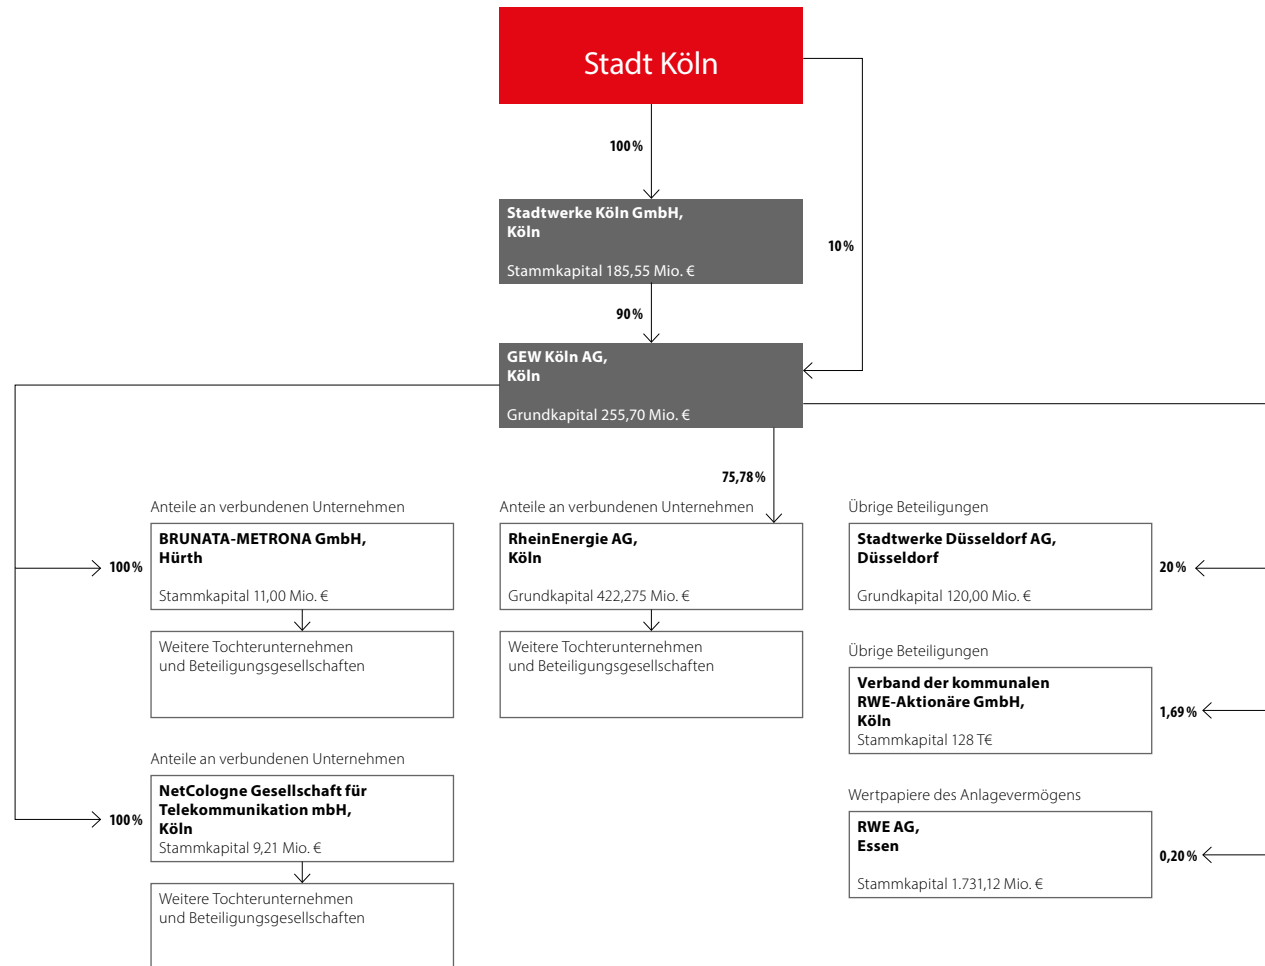 Stadt Köln
100%
Stadtwerke Köln GmbH,
Köln
Stammkapital 185,55 Mio. €
10%
90%
GEW Köln AG,
Köln
Grundkapital 255,70 Mio. €
75,78%
Anteile an verbundenen Unternehmen
100%
BRUNATA-METRONA GmbH,
Hürth
Stammkapital 11,00 Mio. €
Weitere Tochterunternehmen
und Beteiligungsgesellschaften
Anteile an verbundenen Unternehmen
100%
NetCologne Gesellschaft für
Telekommunikation mbH,
Köln
Stammkapital 9,21 Mio. €
Weitere Tochterunternehmen
und Beteiligungsgesellschaften
Anteile an verbundenen Unternehmen
RheinEnergie AG,
Köln
Grundkapital 422,275 Mio. €
Weitere Tochterunternehmen
und Beteiligungsgesellschaften
Übrige Beteiligungen
Stadtwerke Düsseldorf AG,
Düsseldorf
Grundkapital 120,00 Mio. €
20%
Übrige Beteiligungen
Verband der kommunalen
RWE-Aktionäre GmbH,
Köln
Stammkapital 128 T€
1,69%
Wertpapiere des Anlagevermögens
RWE AG,
Essen
Stammkapital 1.731,12 Mio. €
0,20%